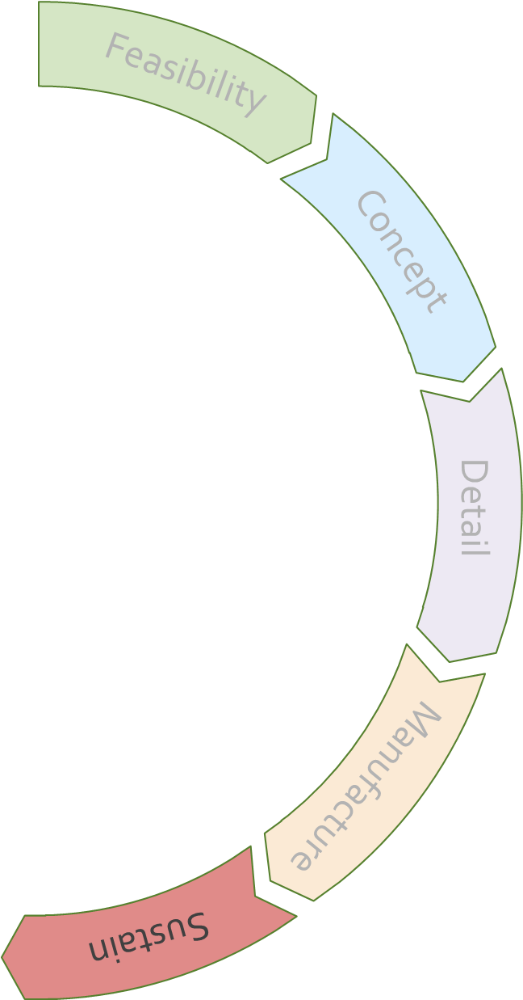 Feasibility
Concept
Detail
Manufacture
Sustain